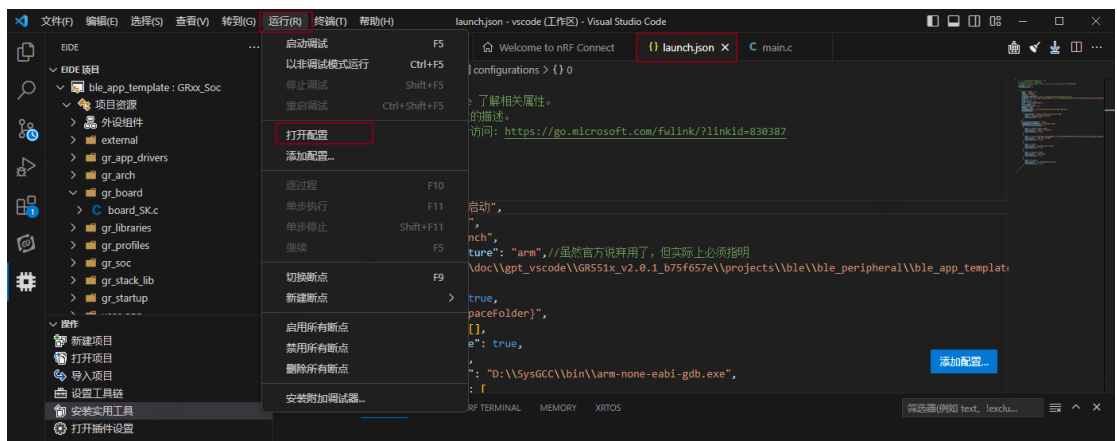 文件(F) 编辑(E) 选择(S) 查看(V) 转到(G) 运行(R) 终端(T) 帮助(H) launch.json - vscode (工作区) - Visual Studio Code
EIDE ...
EIDE 项目
ble_app_template : GRxx_Soc
项目资源
外设组件
external
gr_app_drivers
gr_arch
gr_board
C board_SK.c
gr_libraries
gr_profiles
gr_soc
gr_stack_lib
gr_startup
操作
新建项目
打开项目
导入项目
设置工具链
安装实用工具
打开插件设置
1
启动调试 F5
以非调试模式运行 Ctrl+F5
停止调试 Shift+F5
重启调试 Ctrl+Shift+F5
打开配置
添加配置...
逐过程 F10
单步执行 F11
单步停止 Shift+F11
继续 F5
切换断点 F9
新建断点
启用所有断点
禁用所有断点
删除所有断点
安装附加调试器...
Welcome to nRF Connect {} launch.json × C main.c
configurations > {} 0
了解相关属性。
的描述。
访问: https://go.microsoft.com/fwlink/?linkid=830387
启动",
",
nch",
ture": "arm",//虽然官方说弃用了，但实际上必须指明
\doc\\gpt_vscode\\GR551x_v2.0.1_b75f657e\\projects\\ble\\ble_peripheral\\ble_app_templat
true,
paceFolder}",
[],
e": true,
,
": "D:\\SysGCC\\bin\\arm-none-eabi-gdb.exe",
: [
添加配置...
RF TERMINAL MEMORY XRTOS
筛选器(例如 text、!exclu...